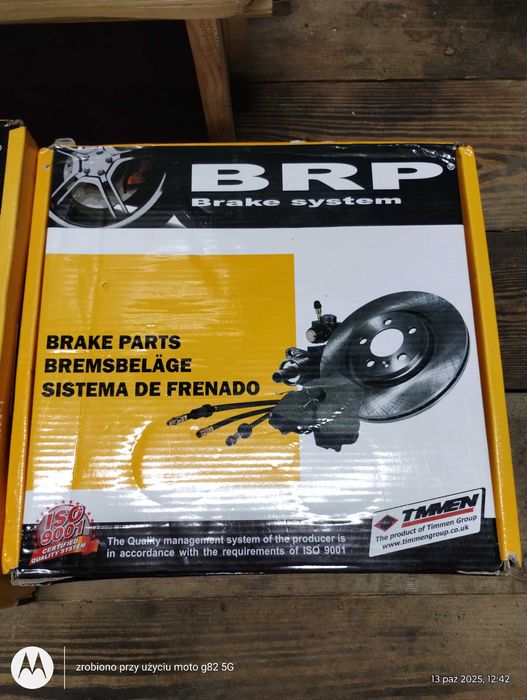 BRP®
Brake system
BRAKE PARTS
BREMSBELÄGE
SISTEMA DE FRENADO
ISO
9001
CERTIFIED
QUALITY SYSTEM
The Quality management system of the producer is
in accordance with the requirements of ISO 9001
TMMEN
The product of Timmen Group
www.timmengroup.co.uk
zrobiono przy użyciu moto g82 5G
13 paź 2025, 12:42